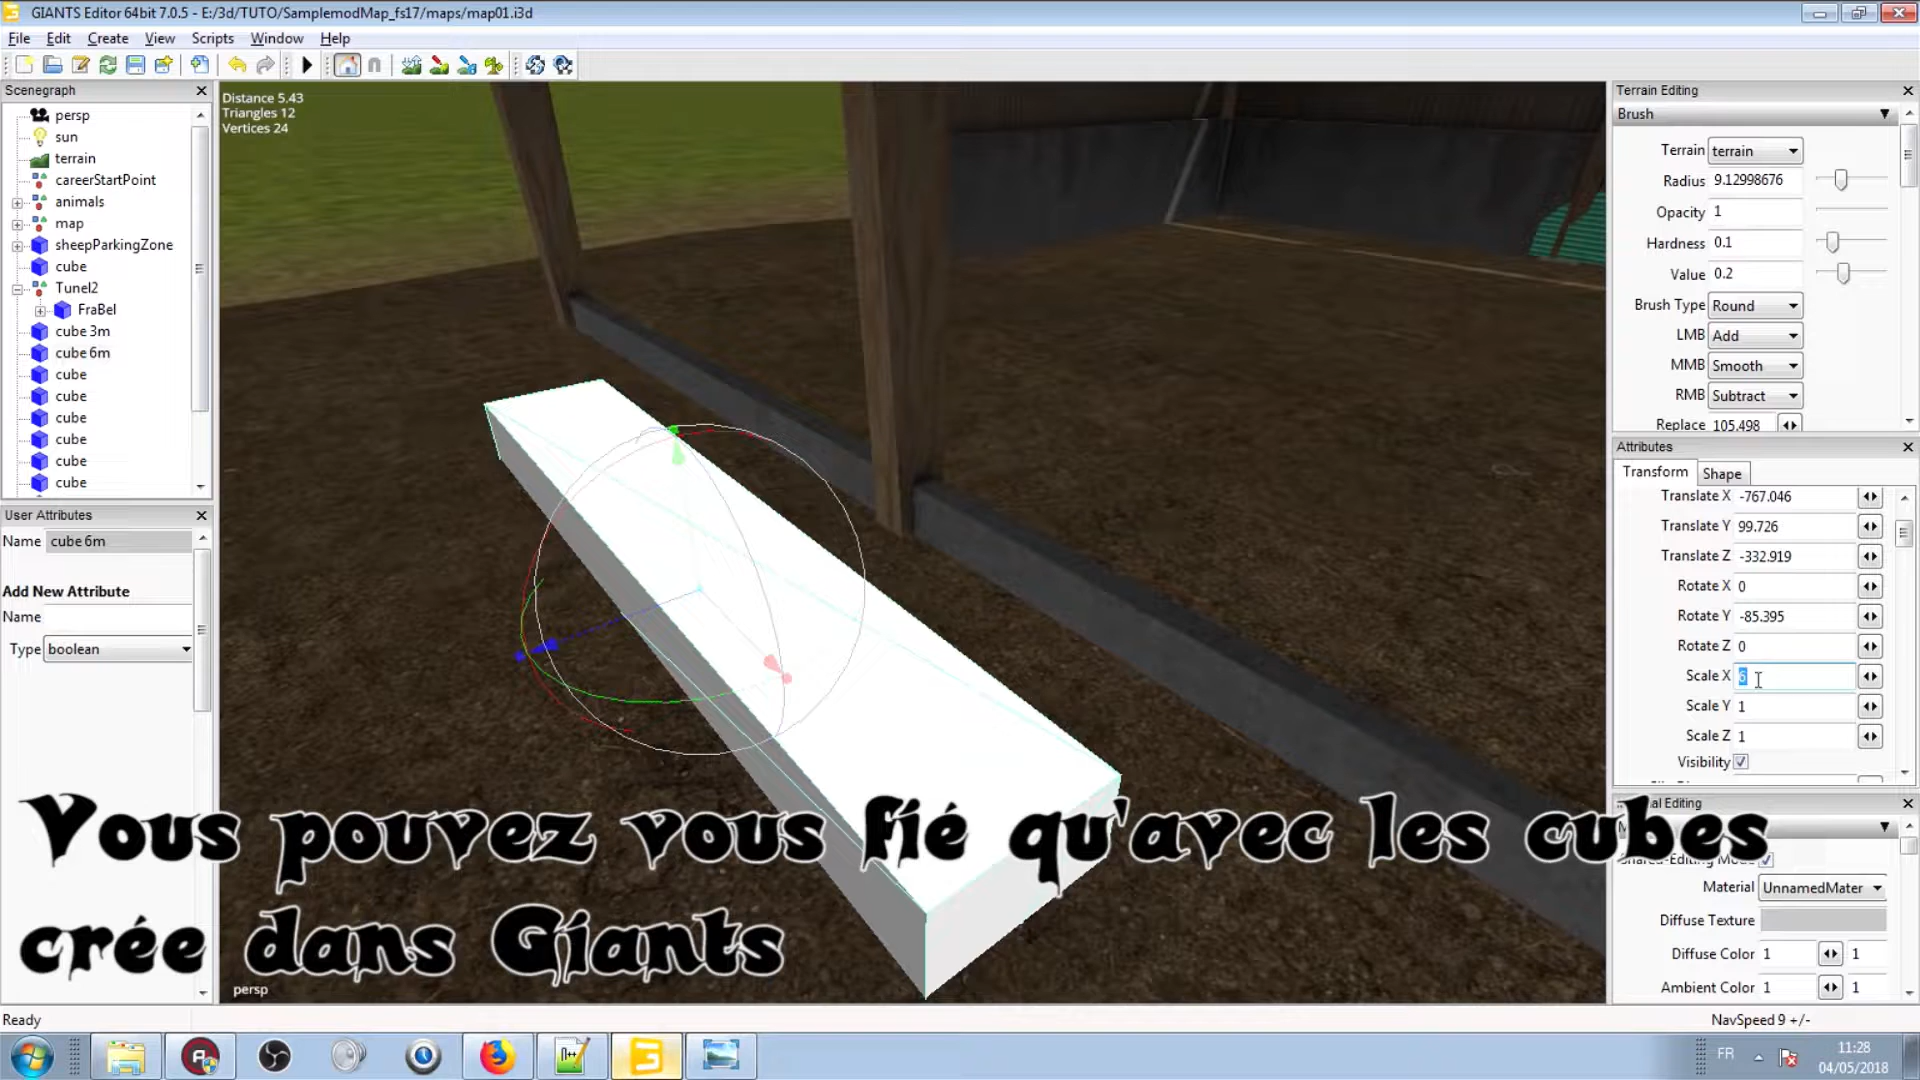 GIANTS Editor 64bit 7.0.5 - E:/3d/TUTO/SamplemodMap_fs17/maps/map01.i3d
File Edit Create View Scripts Window Help
Scenegraph
persp
sun
terrain
careerStartPoint
animals
map
sheepParkingZone
cube
Tunel2
FraBel
cube 3m
cube 6m
cube
cube
cube
cube
cube
cube
User Attributes
Name cube 6m
Add New Attribute
Name
Type boolean
Distance 5.43
Triangles 12
Vertices 24
persp
Vous pouvez vous fié qu'avec les cubes
crée dans Giants
Terrain Editing
Brush
Terrain terrain
Radius 9.12998676
Opacity 1
Hardness 0.1
Value 0.2
Brush Type Round
LMB Add
MMB Smooth
RMB Subtract
Replace 105.498
Attributes
Transform Shape
Translate X -767.046
Translate Y 99.726
Translate Z -332.919
Rotate X 0
Rotate Y -85.395
Rotate Z 0
Scale X 6
Scale Y 1
Scale Z 1
Visibility
Editing
Shared-Editing Mode
Material UnnamedMater
Diffuse Texture
Diffuse Color 1 1
Ambient Color 1 1
Ready
NavSpeed 9 +/-
FR
11:28
04/05/2018